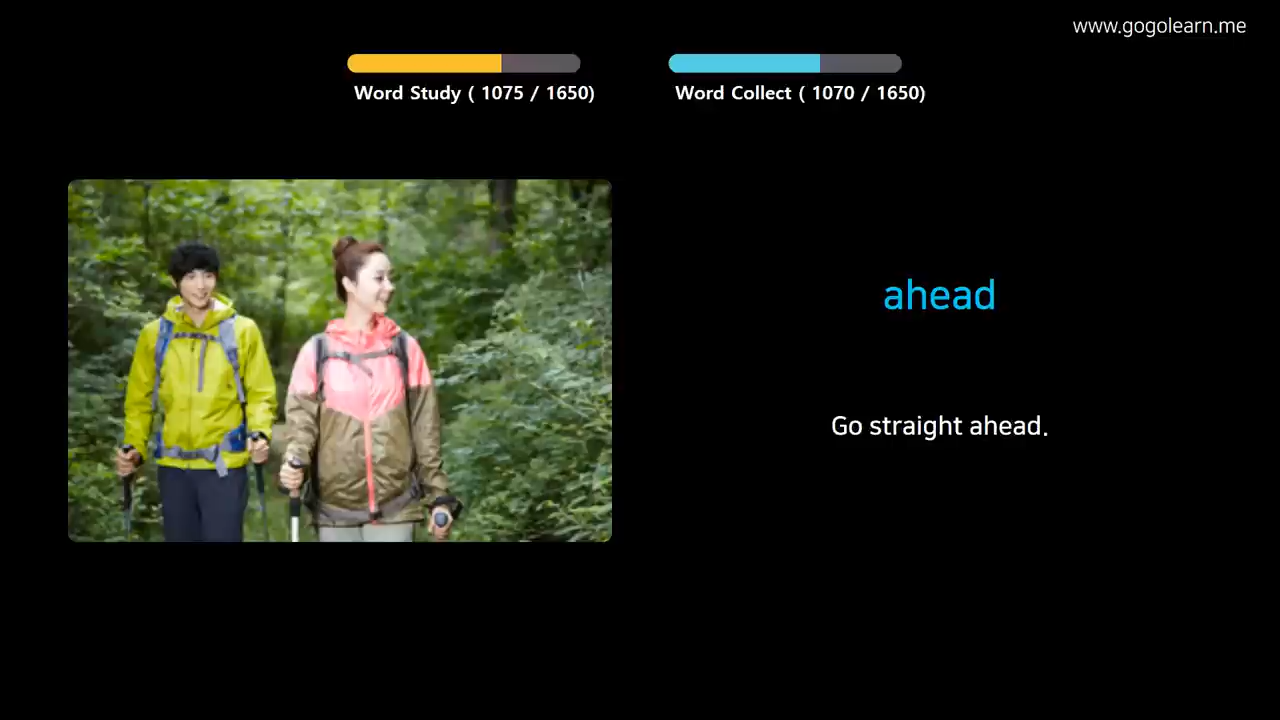 www.gogolearn.me
Word Study ( 1075 / 1650)
Word Collect ( 1070 / 1650)
ahead
Go straight ahead.